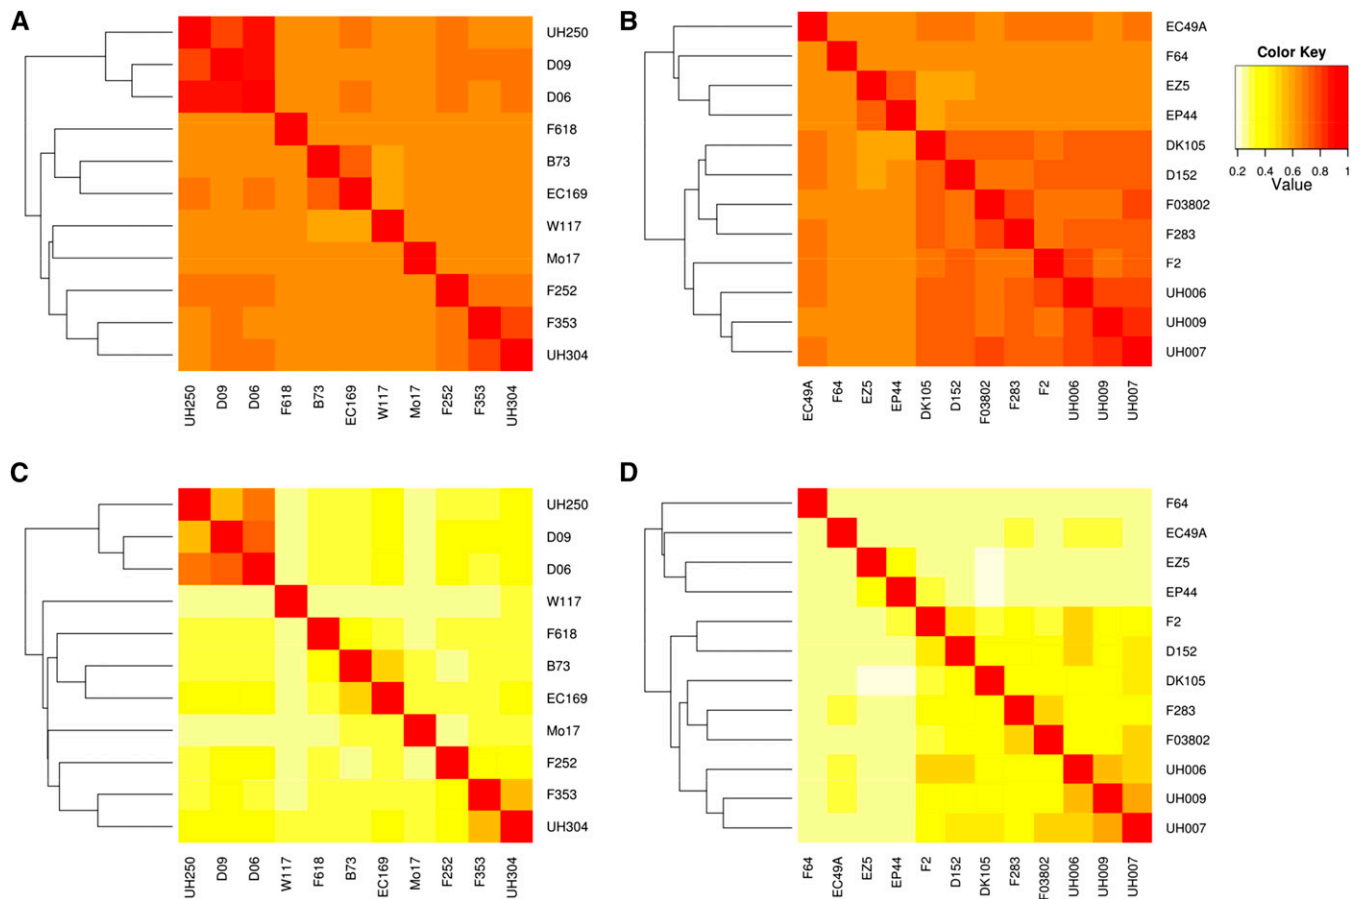 A
UH250
D09
D06
F618
B73
EC169
W117
Mo17
F252
F353
UH304
UH250
D09
D06
F618
B73
EC169
W117
Mo17
F252
F353
UH304
B
EC49A
F64
EZ5
EP44
DK105
D152
F03802
F283
F2
UH006
UH009
UH007
EC49A
F64
EZ5
EP44
DK105
D152
F03802
F283
F2
UH006
UH009
UH007
Color Key
0.2 0.4 0.6 0.8 1
Value
C
UH250
D09
D06
W117
F618
B73
EC169
Mo17
F252
F353
UH304
UH250
D09
D06
W117
F618
B73
EC169
Mo17
F252
F353
UH304
D
F64
EC49A
EZ5
EP44
F2
D152
DK105
F283
F03802
UH006
UH009
UH007
F64
EC49A
EZ5
EP44
F2
D152
DK105
F283
F03802
UH006
UH009
UH007